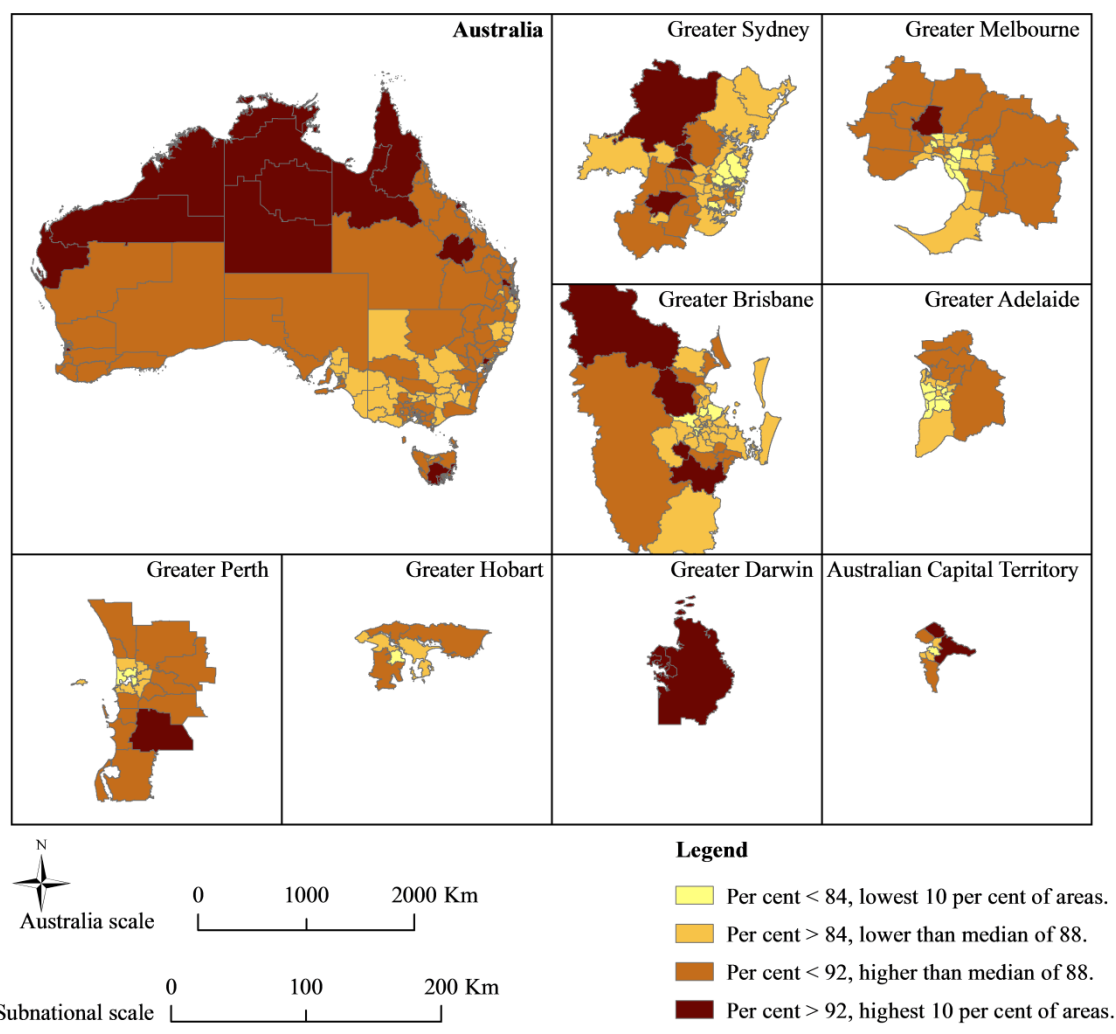 Australia
Greater Sydney
Greater Melbourne
Greater Brisbane
Greater Adelaide
Greater Perth
Greater Hobart
Greater Darwin
Australian Capital Territory
N
0 1000 2000 Km
Australia scale
0 100 200 Km
Subnational scale
Legend
Per cent < 84, lowest 10 per cent of areas.
Per cent > 84, lower than median of 88.
Per cent < 92, higher than median of 88.
Per cent > 92, highest 10 per cent of areas.